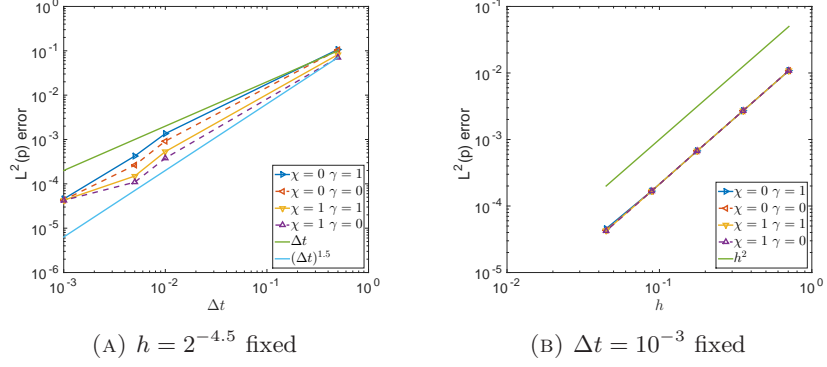 10^0
10^-1
10^-2
10^-3
10^-4
10^-5
10^-6
L^2(p) error
χ = 0 γ = 1
χ = 0 γ = 0
χ = 1 γ = 1
χ = 1 γ = 0
Δt
(Δt)^1.5
10^-3
10^-2
10^-1
10^0
Δt
(A) h = 2^-4.5 fixed
10^-1
10^-2
10^-3
10^-4
10^-5
L^2(p) error
χ = 0 γ = 1
χ = 0 γ = 0
χ = 1 γ = 1
χ = 1 γ = 0
h^2
10^-2
10^-1
10^0
h
(B) Δt = 10^-3 fixed